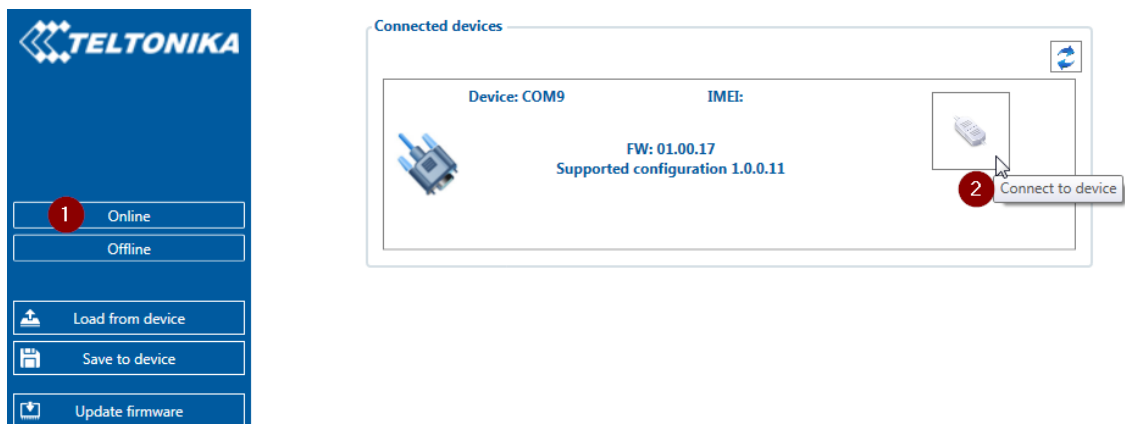 TELTONIKA
Connected devices
Device: COM9 IMEI:
FW: 01.00.17
Supported configuration 1.0.0.11
2 Connect to device
1 Online
Offline
Load from device
Save to device
Update firmware